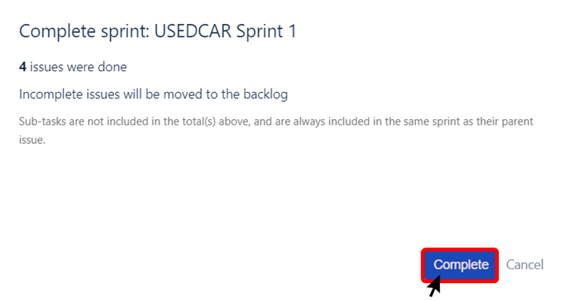 Complete sprint: USEDCAR Sprint 1
4 issues were done
Incomplete issues will be moved to the backlog
Sub-tasks are not included in the total(s) above, and are always included in the same sprint as their parent
issue.
Complete Cancel